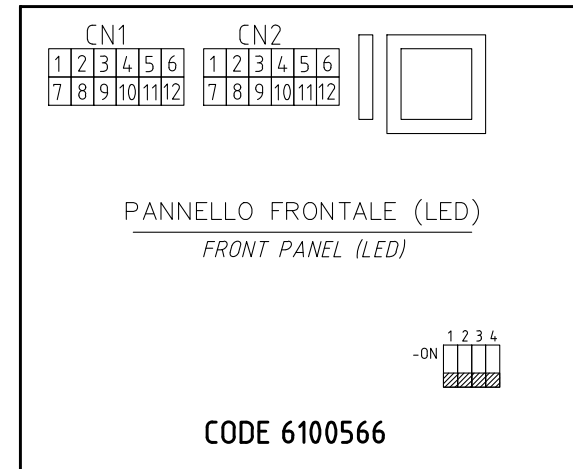 CN1 CN2
1 2 3 4 5 6 1 2 3 4 5 6
7 8 9 10 11 12 7 8 9 10 11 12
PANNELLO FRONTALE (LED)
FRONT PANEL (LED)
1 2 3 4
-ON
CODE 6100566